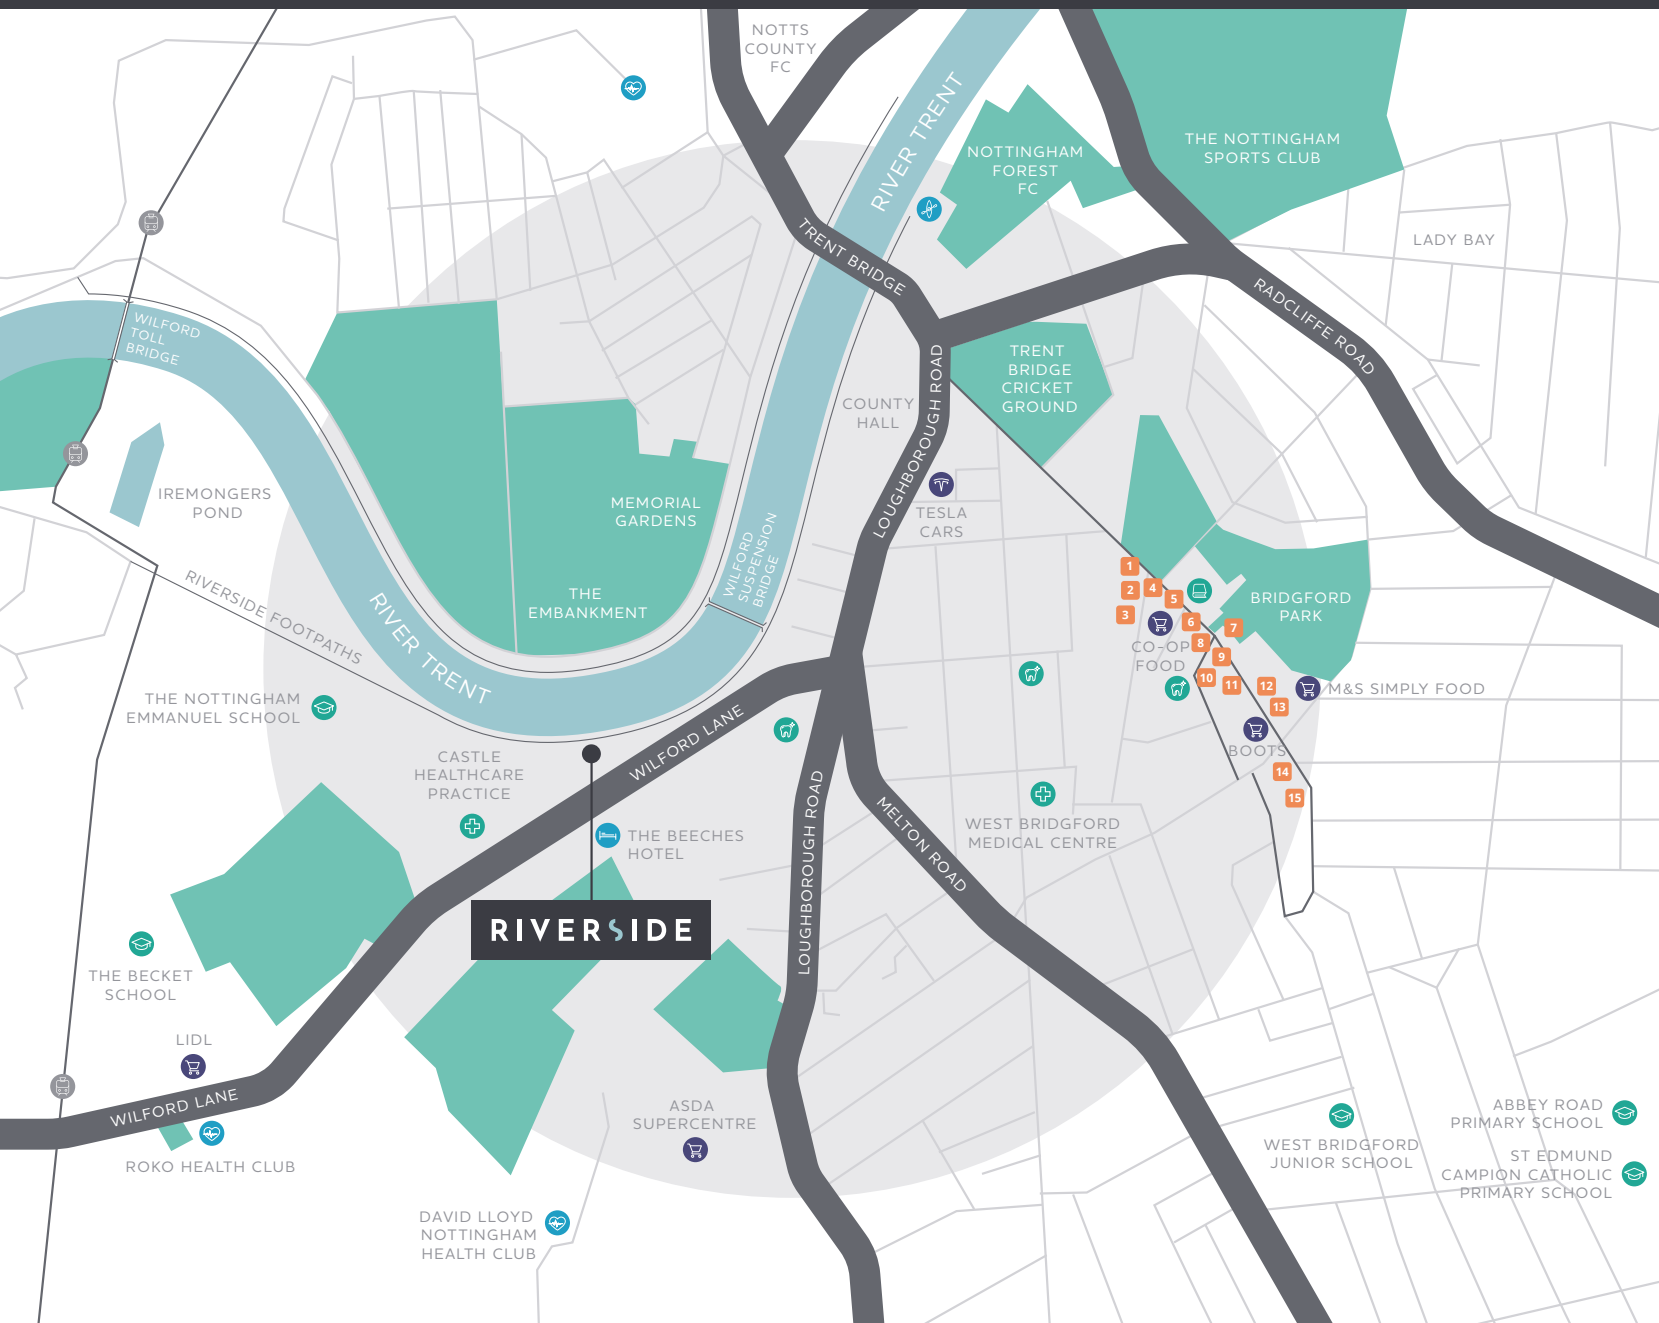 NOTTS
COUNTY
FC
RIVER TRENT
NOTTINGHAM
FOREST
FC
THE NOTTINGHAM
SPORTS CLUB
LADY BAY
TRENT BRIDGE
RADCLIFFE ROAD
WILFORD
TOLL
BRIDGE
TRENT
BRIDGE
CRICKET
GROUND
COUNTY
HALL
LOUGHBOROUGH ROAD
IREMONGERS
POND
MEMORIAL
GARDENS
TESLA
CARS
WILFORD
SUSPENSION
BRIDGE
THE
EMBANKMENT
RIVERSIDE FOOTPATHS
RIVER TRENT
1
2
3
4
5
6
7
8
9
10
11
12
13
14
15
BRIDGFORD
PARK
CO-OP
FOOD
M&S SIMPLY FOOD
BOOTS
THE NOTTINGHAM
EMMANUEL SCHOOL
CASTLE
HEALTHCARE
PRACTICE
WILFORD LANE
THE BEECHES
HOTEL
LOUGHBOROUGH ROAD
MELTON ROAD
WEST BRIDGFORD
MEDICAL CENTRE
RIVERSIDE
THE BECKET
SCHOOL
LIDL
WILFORD LANE
ROKO HEALTH CLUB
ASDA
SUPERCENTRE
DAVID LLOYD
NOTTINGHAM
HEALTH CLUB
WEST BRIDGFORD
JUNIOR SCHOOL
ABBEY ROAD
PRIMARY SCHOOL
ST EDMUND
CAMPION CATHOLIC
PRIMARY SCHOOL